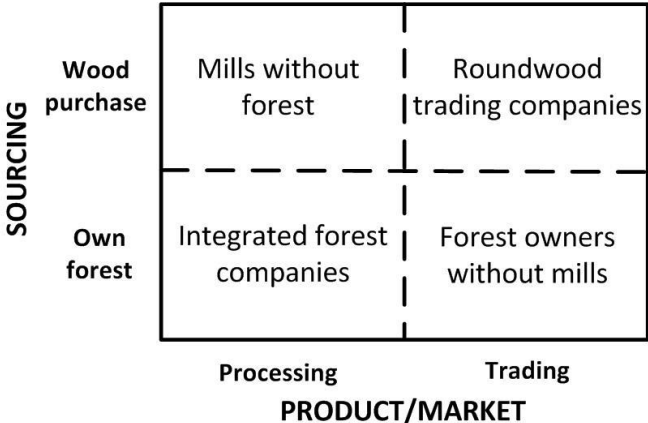 SOURCING
Wood
purchase
Mills without
forest
Roundwood
trading companies
Own
forest
Integrated forest
companies
Forest owners
without mills
Processing
Trading
PRODUCT/MARKET